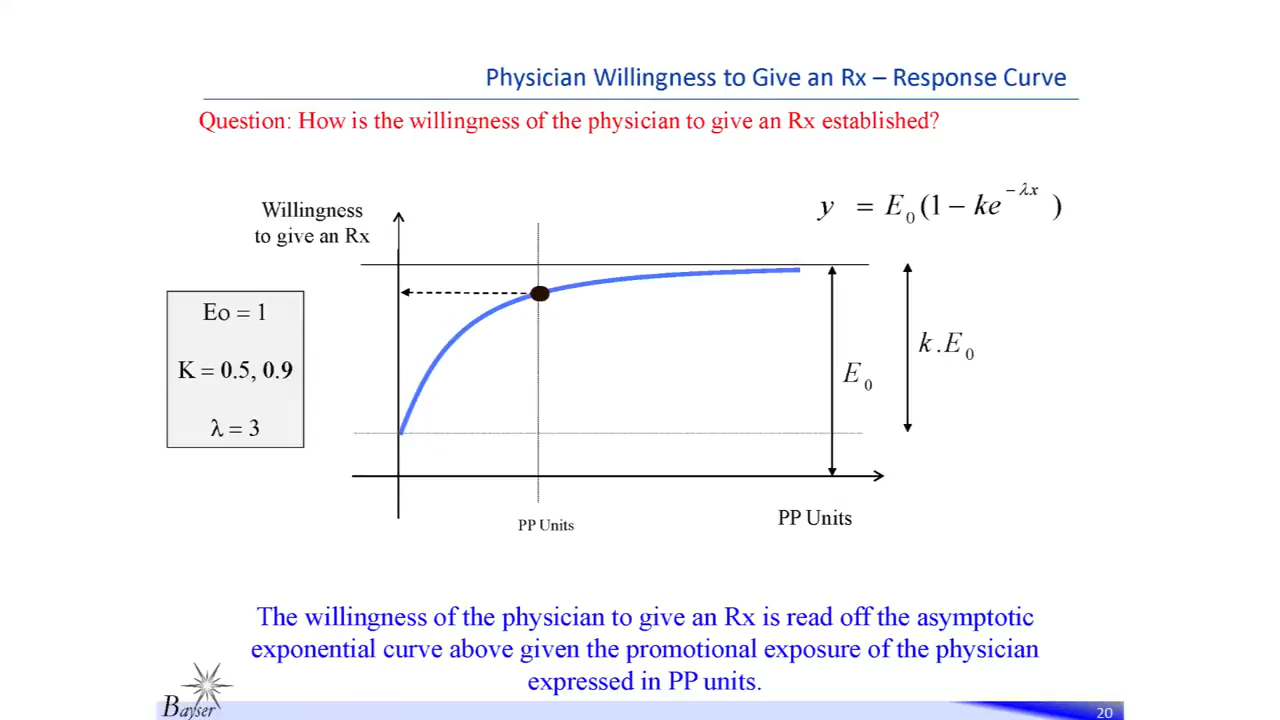 Physician Willingness to Give an Rx – Response Curve
Question: How is the willingness of the physician to give an Rx established?
Willingness
to give an Rx
y = E₀(1 − ke^(−λx))
Eo = 1
K = 0.5, 0.9
λ = 3
k.E₀
E₀
PP Units
PP Units
The willingness of the physician to give an Rx is read off the asymptotic
exponential curve above given the promotional exposure of the physician
expressed in PP units.
Bayser
20